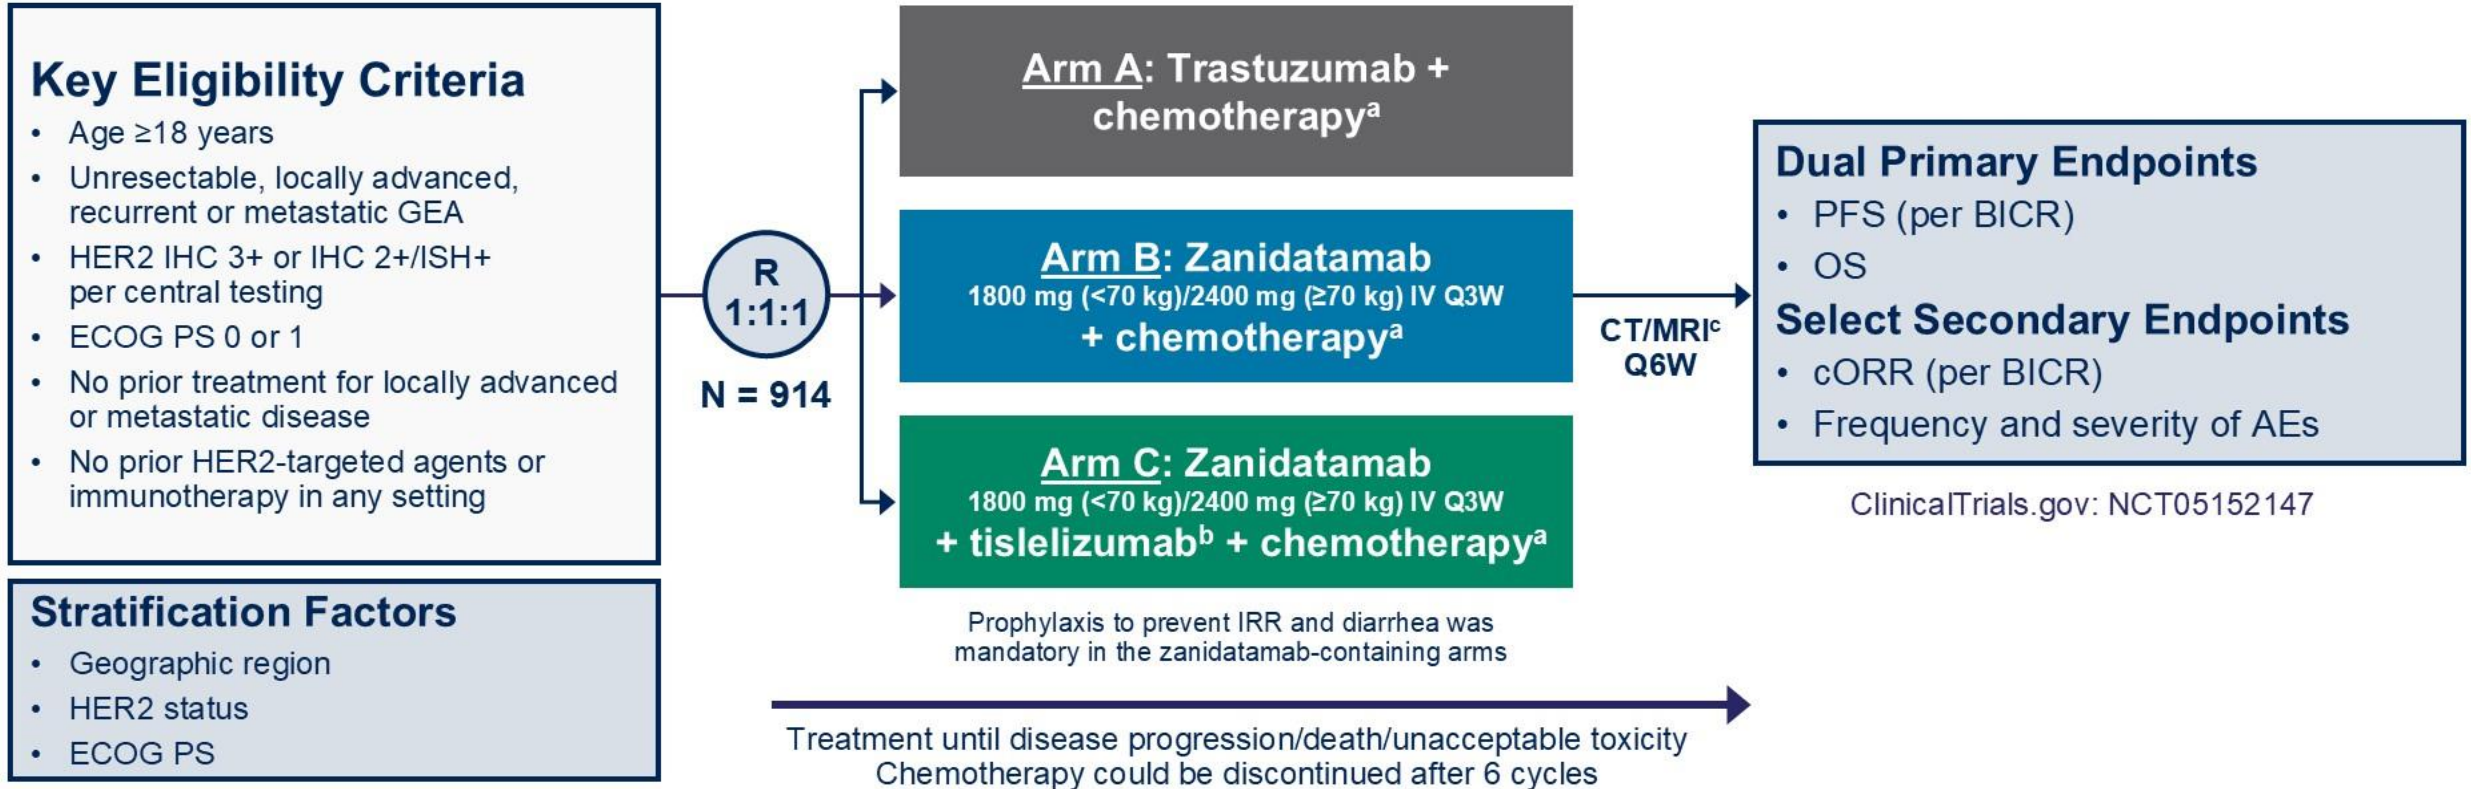 Key Eligibility Criteria
• Age ≥18 years
• Unresectable, locally advanced,
recurrent or metastatic GEA
• HER2 IHC 3+ or IHC 2+/ISH+
per central testing
• ECOG PS 0 or 1
• No prior treatment for locally advanced
or metastatic disease
• No prior HER2-targeted agents or
immunotherapy in any setting
Stratification Factors
• Geographic region
• HER2 status
• ECOG PS
R
1:1:1
N = 914
Arm A: Trastuzumab +
chemotherapyᵃ
Arm B: Zanidatamab
1800 mg (<70 kg)/2400 mg (≥70 kg) IV Q3W
+ chemotherapyᵃ
Arm C: Zanidatamab
1800 mg (<70 kg)/2400 mg (≥70 kg) IV Q3W
+ tislelizumabᵇ + chemotherapyᵃ
Prophylaxis to prevent IRR and diarrhea was
mandatory in the zanidatamab-containing arms
Treatment until disease progression/death/unacceptable toxicity
Chemotherapy could be discontinued after 6 cycles
CT/MRIᶜ
Q6W
Dual Primary Endpoints
• PFS (per BICR)
• OS
Select Secondary Endpoints
• cORR (per BICR)
• Frequency and severity of AEs
ClinicalTrials.gov: NCT05152147